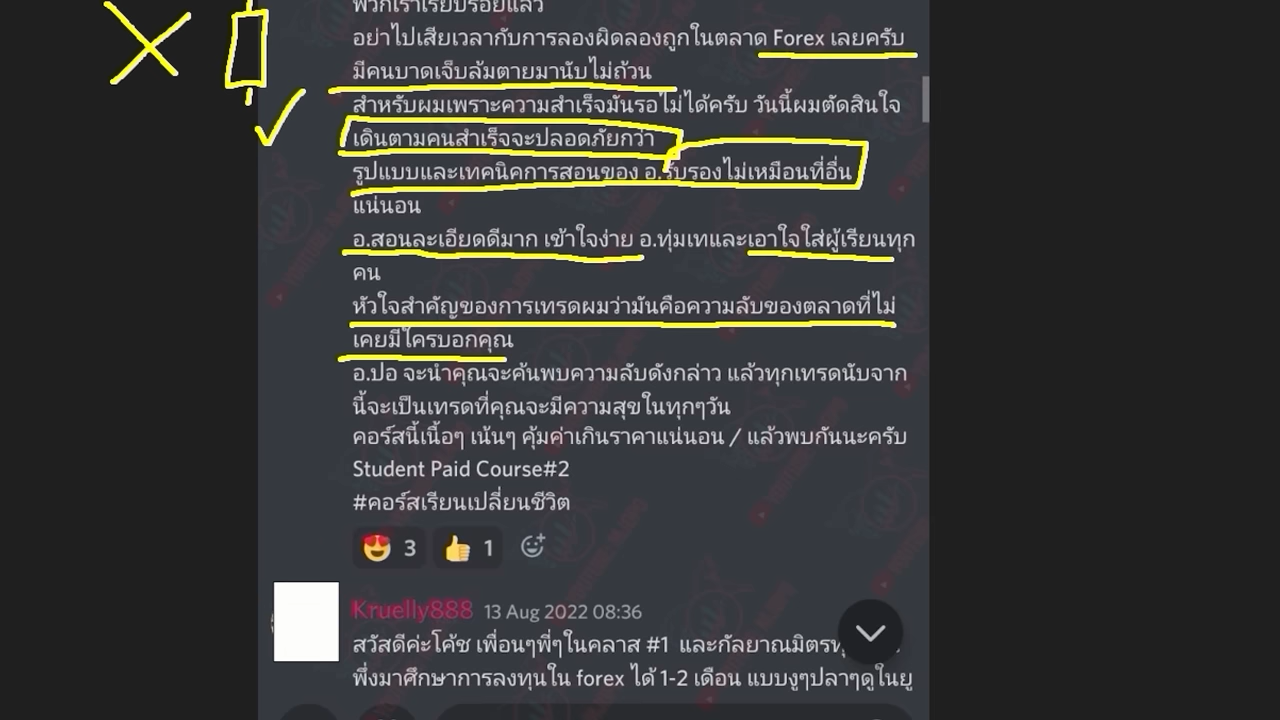 พวกเราเรียบร้อยแล้ว
อย่าไปเสียเวลากับการลองผิดลองถูกในตลาด Forex เลยครับ
มีคนบาดเจ็บล้มตายมานับไม่ถ้วน
สำหรับผมเพราะความสำเร็จมันรอไม่ได้ครับ วันนี้ผมตัดสินใจ
เดินตามคนสำเร็จจะปลอดภัยกว่า
รูปแบบและเทคนิคการสอนของ อ.รับรองไม่เหมือนที่อื่น
แน่นอน
อ.สอนละเอียดดีมาก เข้าใจง่าย อ.ทุ่มเทและเอาใจใส่ผู้เรียนทุก
คน
หัวใจสำคัญของการเทรดผมว่ามันคือความลับของตลาดที่ไม่
เคยมีใครบอกคุณ
อ.ปอ จะนำคุณจะค้นพบความลับดังกล่าว แล้วทุกเทรดนับจาก
นี้จะเป็นเทรดที่คุณจะมีความสุขในทุกๆวัน
คอร์สนี้เนื้อๆ เน้นๆ คุ้มค่าเกินราคาแน่นอน / แล้วพบกันนะครับ
Student Paid Course#2
#คอร์สเรียนเปลี่ยนชีวิต
3 1
Kruelly888 13 Aug 2022 08:36
สวัสดีค่ะโค้ช เพื่อนๆพี่ๆในคลาส #1 และกัลยาณมิตร
พึ่งมาศึกษาการลงทุนใน forex ได้ 1-2 เดือน แบบงูๆปลาๆดูในยู